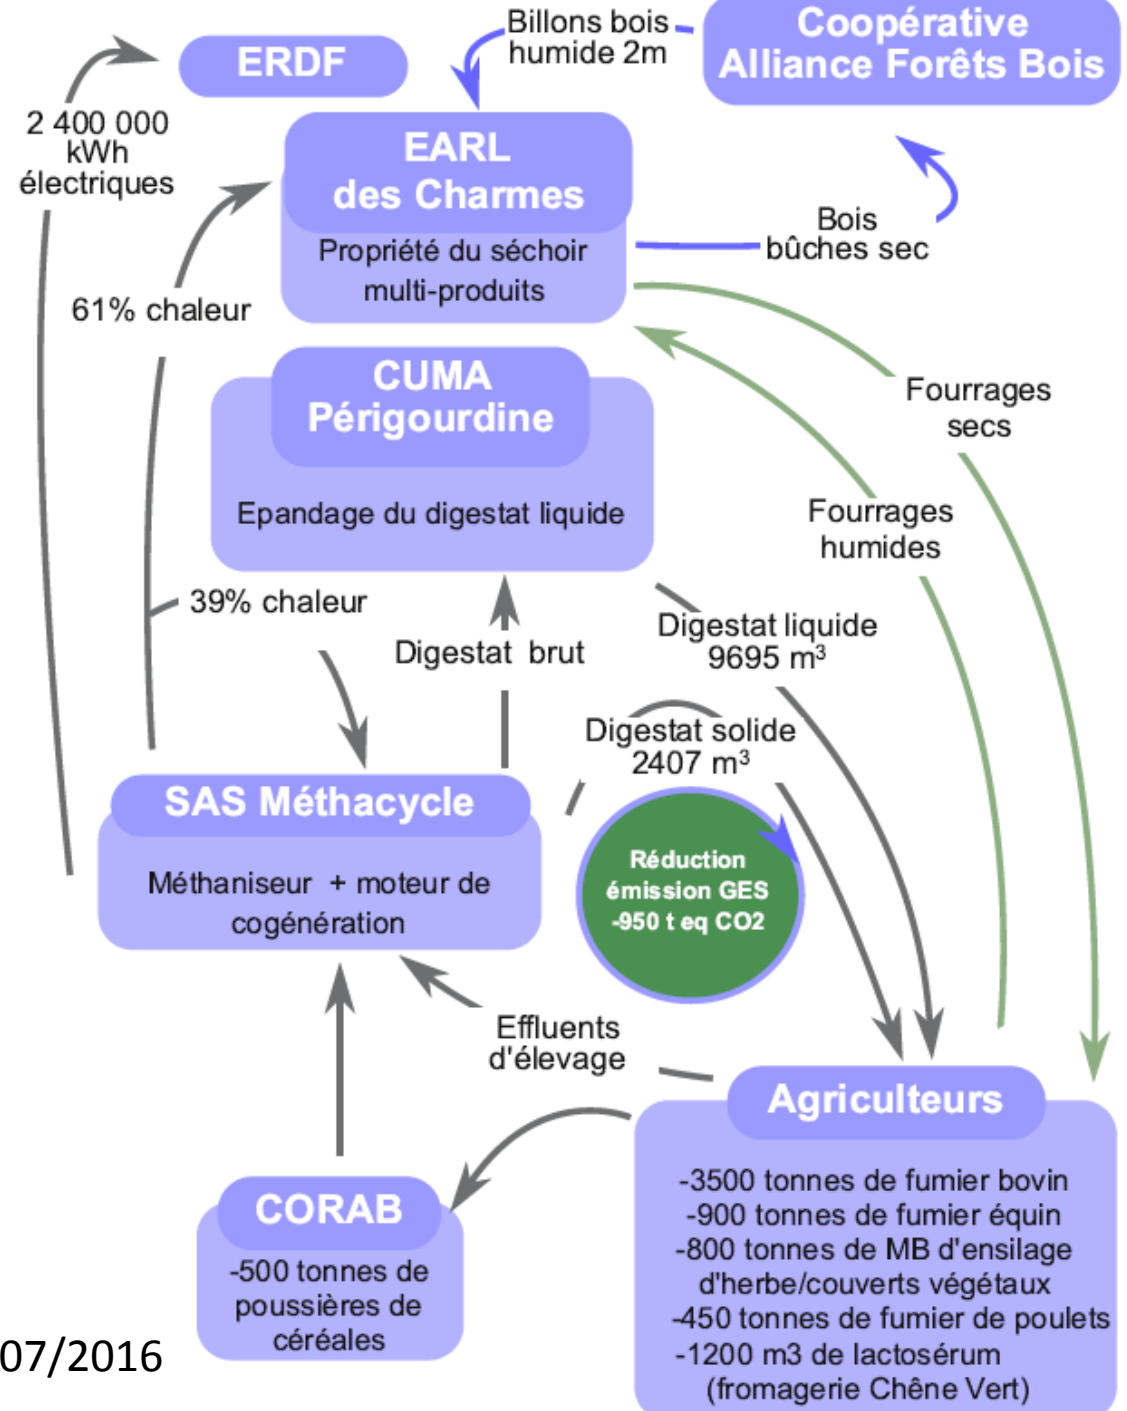 Billons bois
humide 2m
Coopérative
Alliance Forêts Bois
ERDF
2 400 000
kWh
électriques
EARL
des Charmes
Propriété du séchoir
multi-produits
Bois
bûches sec
61% chaleur
CUMA
Périgourdine
Epandage du digestat liquide
Fourrages
secs
Fourrages
humides
39% chaleur
Digestat brut
Digestat liquide
9695 m³
Digestat solide
2407 m³
SAS Méthacycle
Méthaniseur + moteur de
cogénération
Réduction
émission GES
-950 t eq CO2
Effluents
d'élevage
Agriculteurs
-3500 tonnes de fumier bovin
-900 tonnes de fumier équin
-800 tonnes de MB d'ensilage
d'herbe/couverts végétaux
-450 tonnes de fumier de poulets
-1200 m3 de lactosérum
(fromagerie Chêne Vert)
CORAB
-500 tonnes de
poussières de
céréales
07/2016